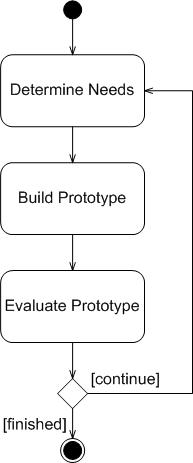 Determine Needs
Build Prototype
Evaluate Prototype
[continue]
[finished]